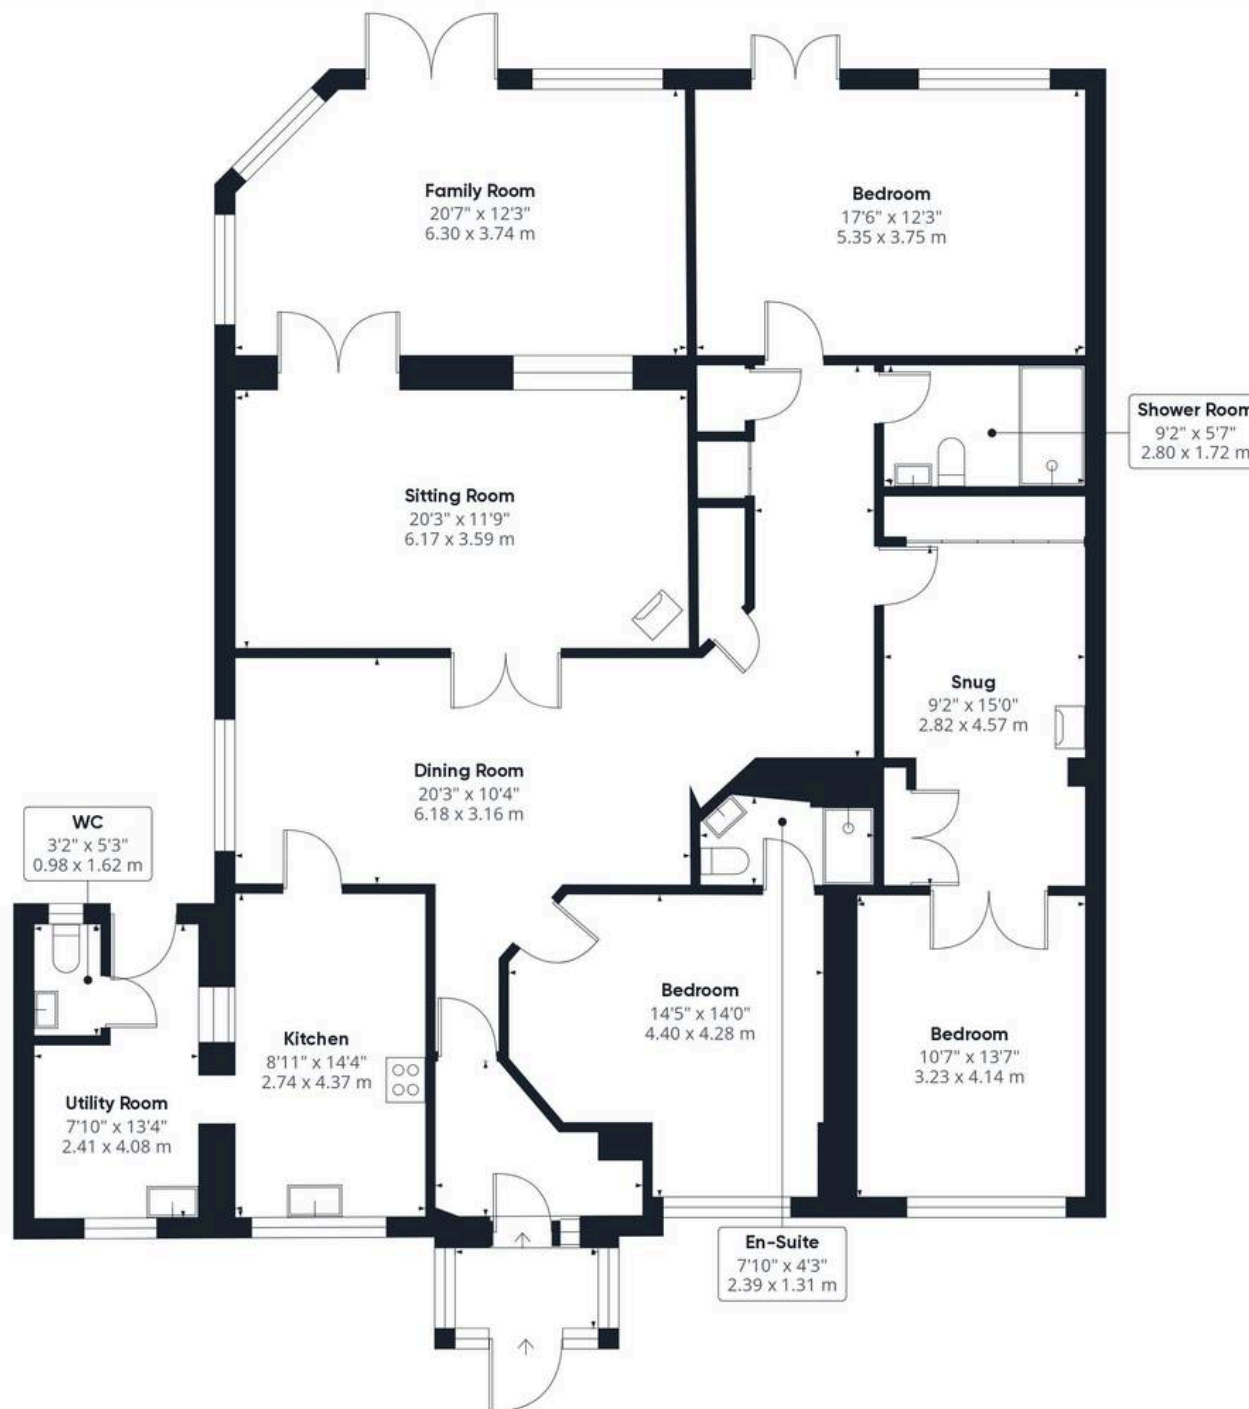 Family Room
20'7" x 12'3"
6.30 x 3.74 m
Bedroom
17'6" x 12'3"
5.35 x 3.75 m
Shower Room
9'2" x 5'7"
2.80 x 1.72 m
Sitting Room
20'3" x 11'9"
6.17 x 3.59 m
Snug
9'2" x 15'0"
2.82 x 4.57 m
Dining Room
20'3" x 10'4"
6.18 x 3.16 m
WC
3'2" x 5'3"
0.98 x 1.62 m
Bedroom
14'5" x 14'0"
4.40 x 4.28 m
Kitchen
8'11" x 14'4"
2.74 x 4.37 m
Bedroom
10'7" x 13'7"
3.23 x 4.14 m
Utility Room
7'10" x 13'4"
2.41 x 4.08 m
En-Suite
7'10" x 4'3"
2.39 x 1.31 m